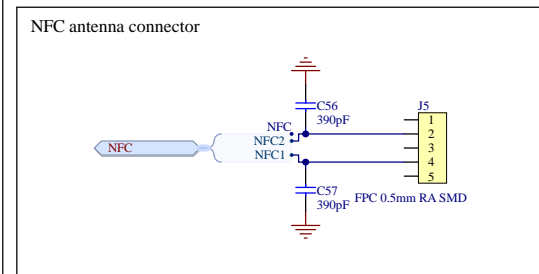 NFC antenna connector
C56
390pF
J5
1
2
3
4
5
NFC
NFC2
NFC1
NFC
C57
390pF
FPC 0.5mm RA SMD